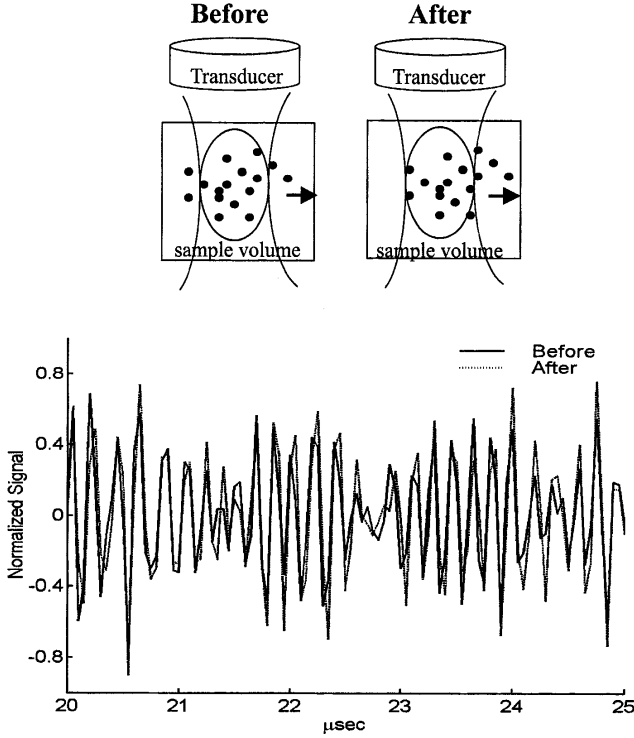 Before After
Transducer Transducer
sample volume sample volume
Before
After
Normalized Signal
0.8
0.4
0
-0.4
-0.8
20 21 22 23 24 25
μsec